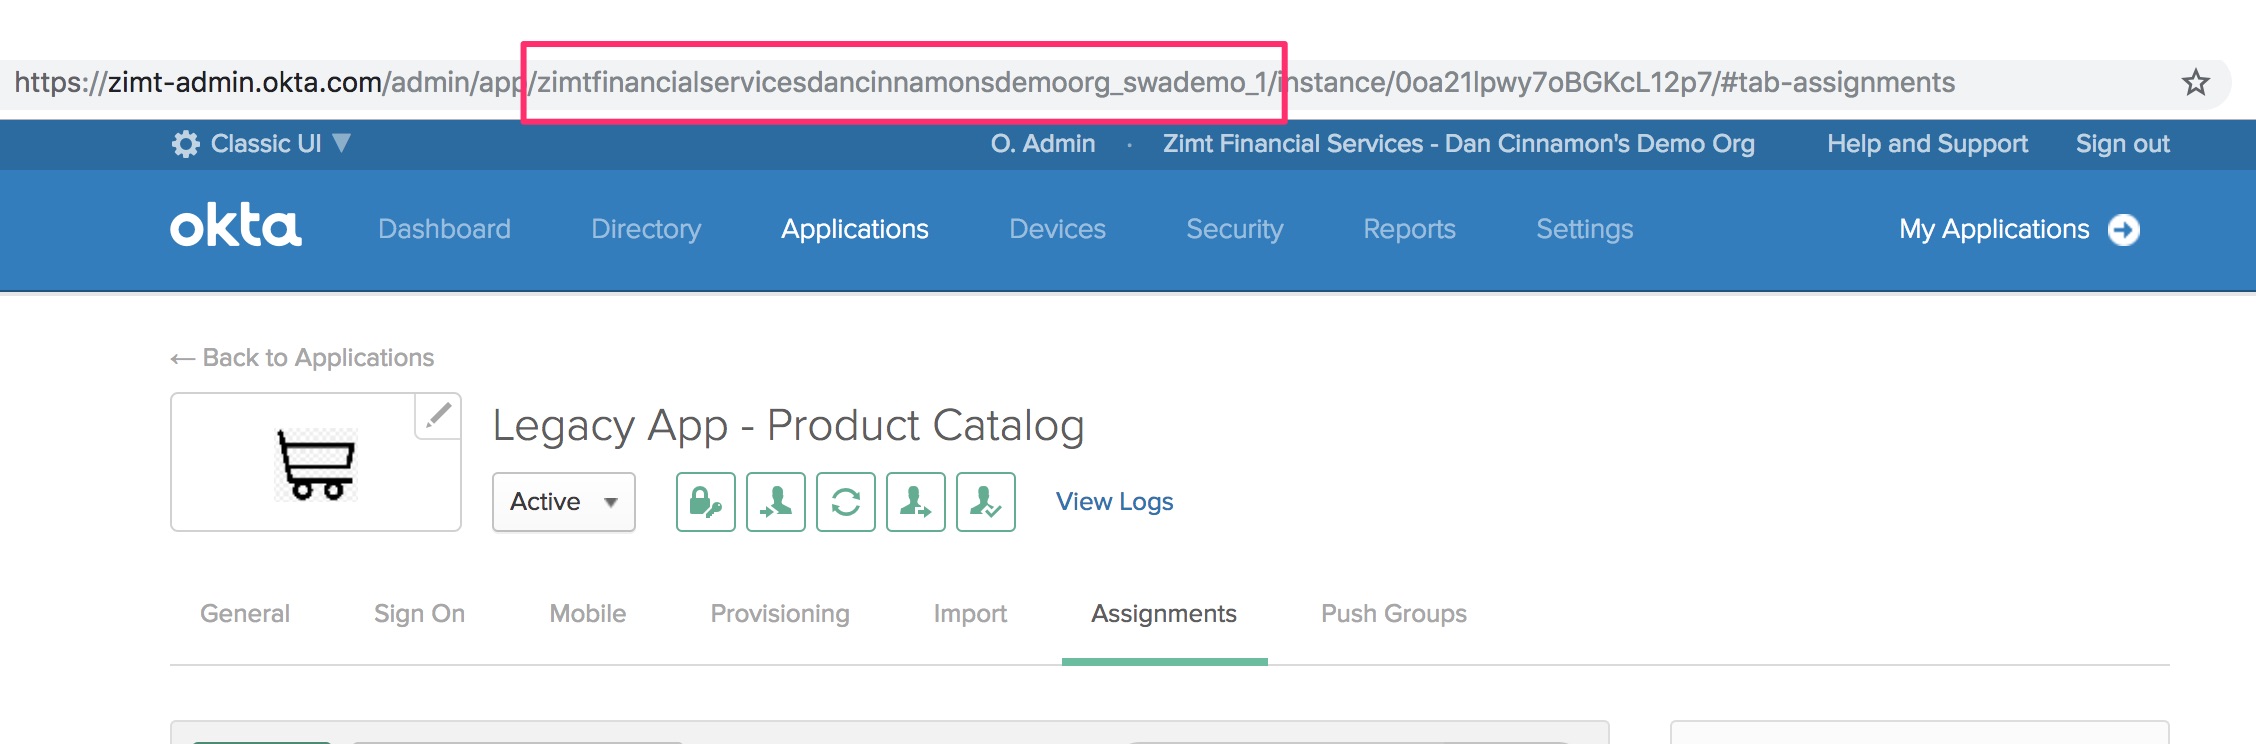 https://zimt-admin.okta.com/admin/app/zimtfinancialservicesdancinnamonsdemoorg_swademo_1/instance/0oa21lpwy7oBGKcL12p7/#tab-assignments
Classic UI O. Admin · Zimt Financial Services - Dan Cinnamon's Demo Org Help and Support Sign out
okta Dashboard Directory Applications Devices Security Reports Settings My Applications
← Back to Applications
Legacy App - Product Catalog
Active View Logs
General Sign On Mobile Provisioning Import Assignments Push Groups